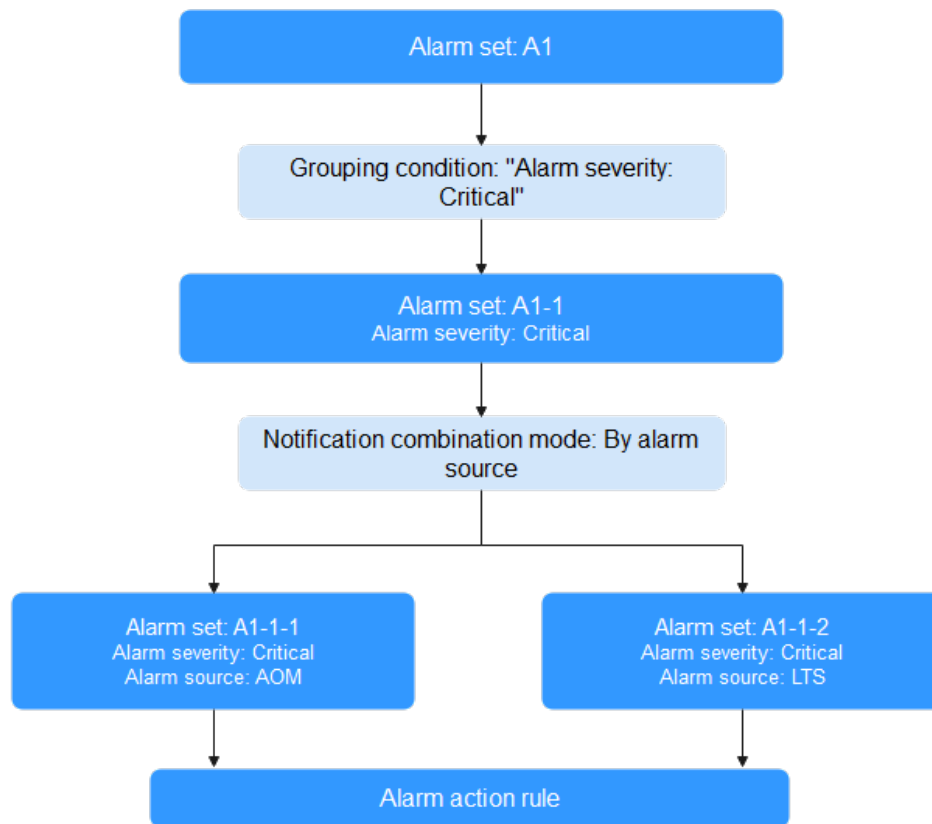 Alarm set: A1
Grouping condition: "Alarm severity:
Critical"
Alarm set: A1-1
Alarm severity: Critical
Notification combination mode: By alarm
source
Alarm set: A1-1-1
Alarm severity: Critical
Alarm source: AOM
Alarm set: A1-1-2
Alarm severity: Critical
Alarm source: LTS
Alarm action rule